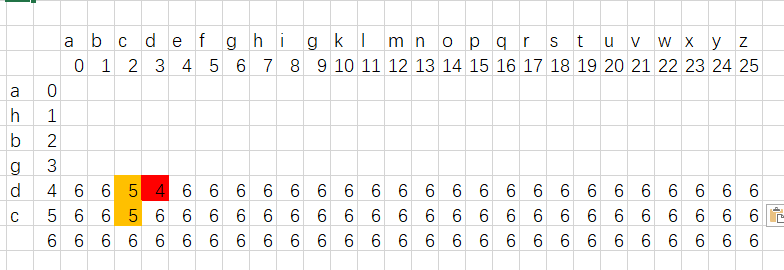 a b c d e f g h i g k l m n o p q r s t u v w x y z
0 1 2 3 4 5 6 7 8 9 10 11 12 13 14 15 16 17 18 19 20 21 22 23 24 25
a 0
h 1
b 2
g 3
d 4 6 6 5 4 6 6 6 6 6 6 6 6 6 6 6 6 6 6 6 6 6 6 6 6 6 6
c 5 6 6 5 6 6 6 6 6 6 6 6 6 6 6 6 6 6 6 6 6 6 6 6 6 6 6
6 6 6 6 6 6 6 6 6 6 6 6 6 6 6 6 6 6 6 6 6 6 6 6 6 6 6